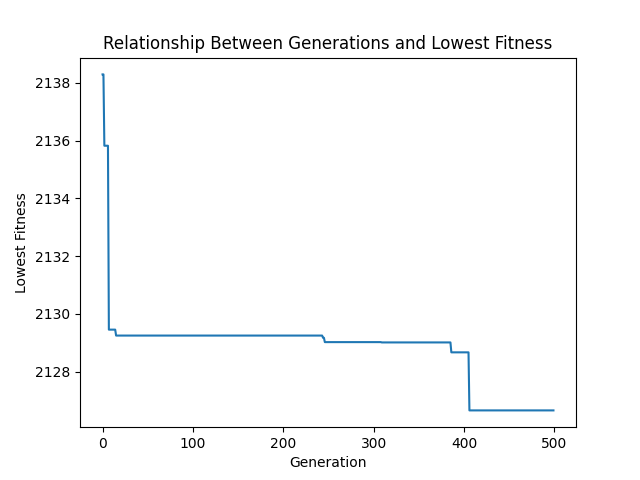 Relationship Between Generations and Lowest Fitness
2138
2136
2134
2132
2130
2128
Lowest Fitness
0 100 200 300 400 500
Generation